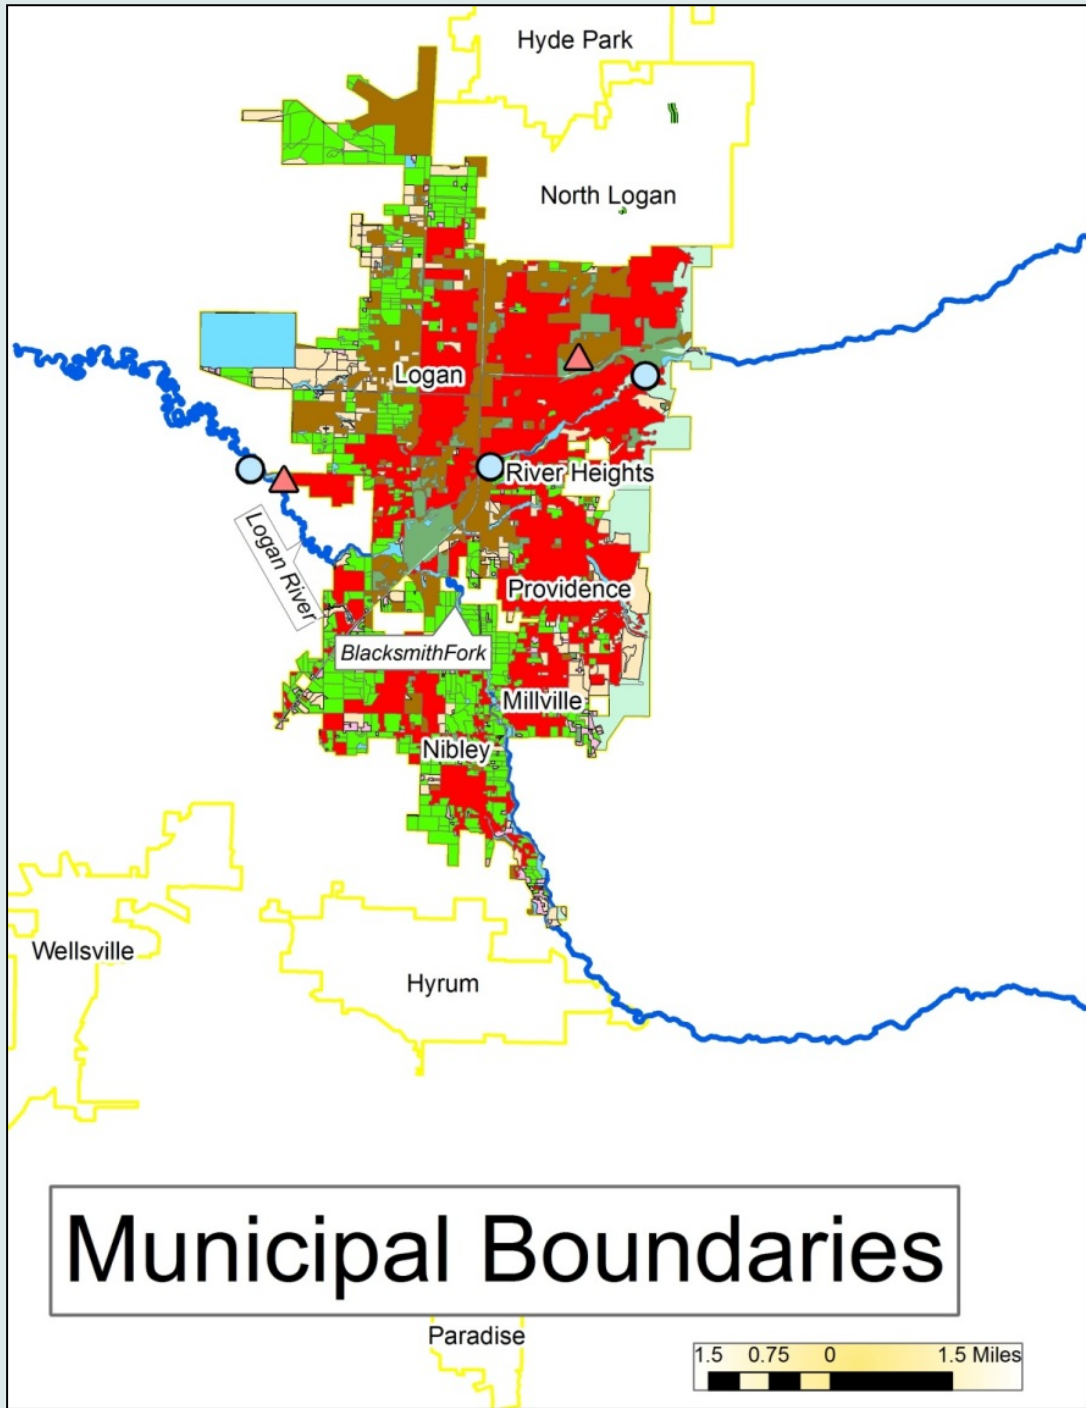 Hyde Park
North Logan
Logan
River Heights
Logan River
Providence
BlacksmithFork
Millville
Nibley
Wellsville
Hyrum
Municipal Boundaries
Paradise
1.5 0.75 0 1.5 Miles